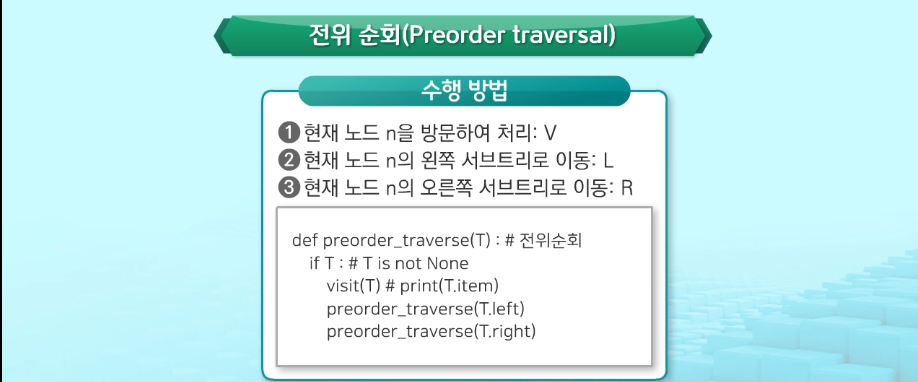 전위 순회(Preorder traversal)
수행 방법
1 현재 노드 n을 방문하여 처리: V
2 현재 노드 n의 왼쪽 서브트리로 이동: L
3 현재 노드 n의 오른쪽 서브트리로 이동: R
def preorder_traverse(T) : # 전위순회
if T : # T is not None
visit(T) # print(T.item)
preorder_traverse(T.left)
preorder_traverse(T.right)